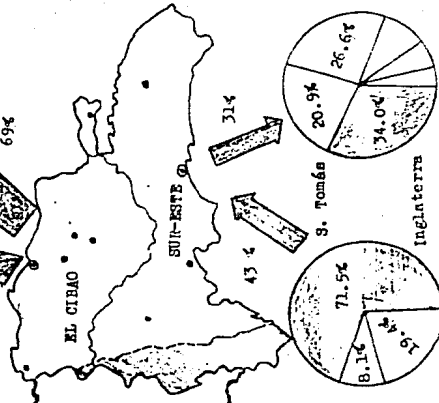 69%
EL CIBAO
SUR-ESTE
43 %
31%
S. Tomás
Inglaterra
71.5%
8.1%
19.4%
20.9%
26.6%
34.0%